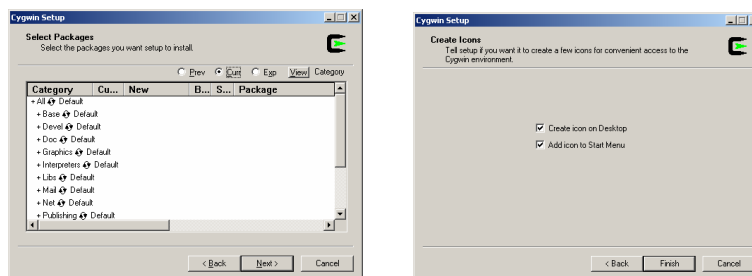 Cygwin Setup
Select Packages
Select the packages you want setup to install.
Prev Curr Exp View Category
Category Cu... New B... S... Package
+ All Default
+ Base Default
+ Devel Default
+ Doc Default
+ Graphics Default
+ Interpreters Default
+ Libs Default
+ Mail Default
+ Net Default
+ Publishing Default
< Back Next > Cancel
Cygwin Setup
Create Icons
Tell setup if you want it to create a few icons for convenient access to the
Cygwin environment.
Create icon on Desktop
Add icon to Start Menu
< Back Finish Cancel